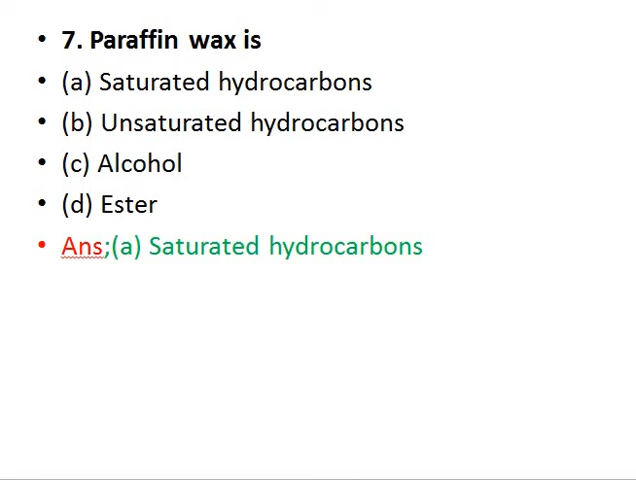 • 7. Paraffin wax is
• (a) Saturated hydrocarbons
• (b) Unsaturated hydrocarbons
• (c) Alcohol
• (d) Ester
• Ans;(a) Saturated hydrocarbons